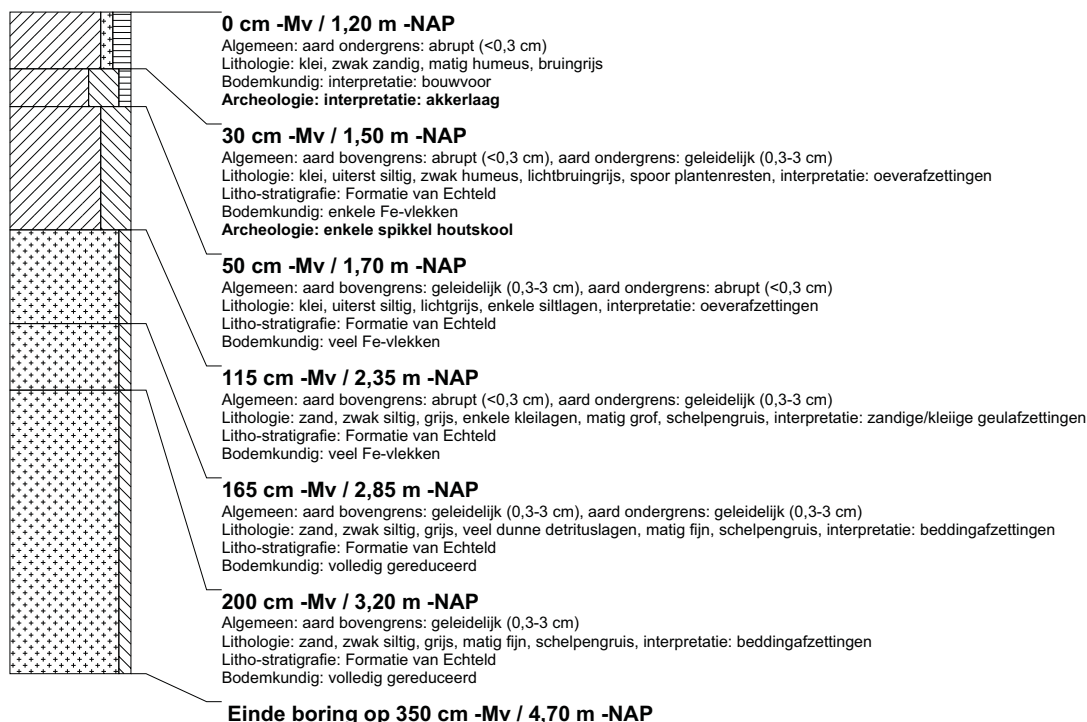 0 cm -Mv / 1,20 m -NAP
Algemeen: aard ondergrens: abrupt (<0,3 cm)
Lithologie: klei, zwak zandig, matig humeus, bruingrijs
Bodemkundig: interpretatie: bouwvoor
Archeologie: interpretatie: akkerlaag
30 cm -Mv / 1,50 m -NAP
Algemeen: aard bovengrens: abrupt (<0,3 cm), aard ondergrens: geleidelijk (0,3-3 cm)
Lithologie: klei, uiterst siltig, zwak humeus, lichtbruingrijs, spoor plantenresten, interpretatie: oeverafzettingen
Litho-stratigrafie: Formatie van Echteld
Bodemkundig: enkele Fe-vlekken
Archeologie: enkele spikkel houtskool
50 cm -Mv / 1,70 m -NAP
Algemeen: aard bovengrens: geleidelijk (0,3-3 cm), aard ondergrens: abrupt (<0,3 cm)
Lithologie: klei, uiterst siltig, lichtgrijs, enkele siltlagen, interpretatie: oeverafzettingen
Litho-stratigrafie: Formatie van Echteld
Bodemkundig: veel Fe-vlekken
115 cm -Mv / 2,35 m -NAP
Algemeen: aard bovengrens: abrupt (<0,3 cm), aard ondergrens: geleidelijk (0,3-3 cm)
Lithologie: zand, zwak siltig, grijs, enkele kleilagen, matig grof, schelpengruis, interpretatie: zandige/kleiige geulafzettingen
Litho-stratigrafie: Formatie van Echteld
Bodemkundig: veel Fe-vlekken
165 cm -Mv / 2,85 m -NAP
Algemeen: aard bovengrens: geleidelijk (0,3-3 cm), aard ondergrens: geleidelijk (0,3-3 cm)
Lithologie: zand, zwak siltig, grijs, veel dunne detrituslagen, matig fijn, schelpengruis, interpretatie: beddingafzettingen
Litho-stratigrafie: Formatie van Echteld
Bodemkundig: volledig gereduceerd
200 cm -Mv / 3,20 m -NAP
Algemeen: aard bovengrens: geleidelijk (0,3-3 cm)
Lithologie: zand, zwak siltig, grijs, matig fijn, schelpengruis, interpretatie: beddingafzettingen
Litho-stratigrafie: Formatie van Echteld
Bodemkundig: volledig gereduceerd
Einde boring op 350 cm -Mv / 4,70 m -NAP